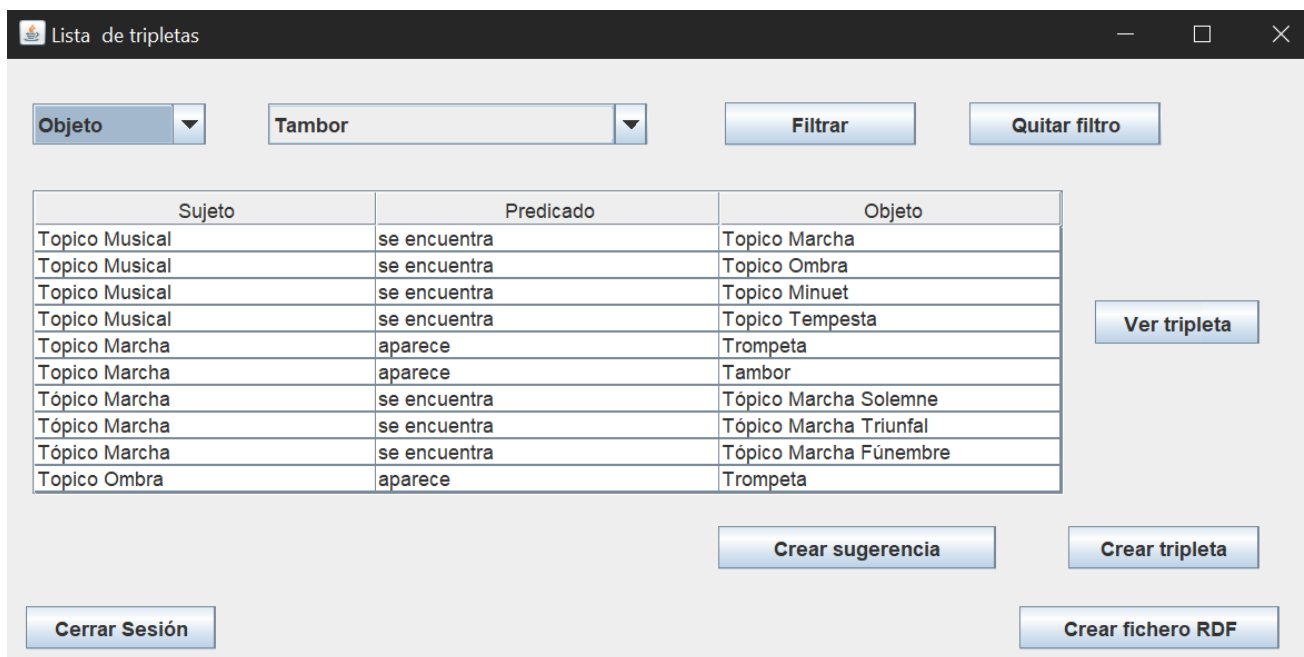 Lista de tripletas
Objeto Tambor Filtrar Quitar filtro
Sujeto Predicado Objeto
Topico Musical se encuentra Topico Marcha
Topico Musical se encuentra Topico Ombra
Topico Musical se encuentra Topico Minuet
Topico Musical se encuentra Topico Tempesta
Topico Marcha aparece Trompeta
Topico Marcha aparece Tambor
Tópico Marcha se encuentra Tópico Marcha Solemne
Tópico Marcha se encuentra Tópico Marcha Triunfal
Tópico Marcha se encuentra Tópico Marcha Fúnembre
Topico Ombra aparece Trompeta
Ver tripleta
Crear sugerencia Crear tripleta
Cerrar Sesión Crear fichero RDF